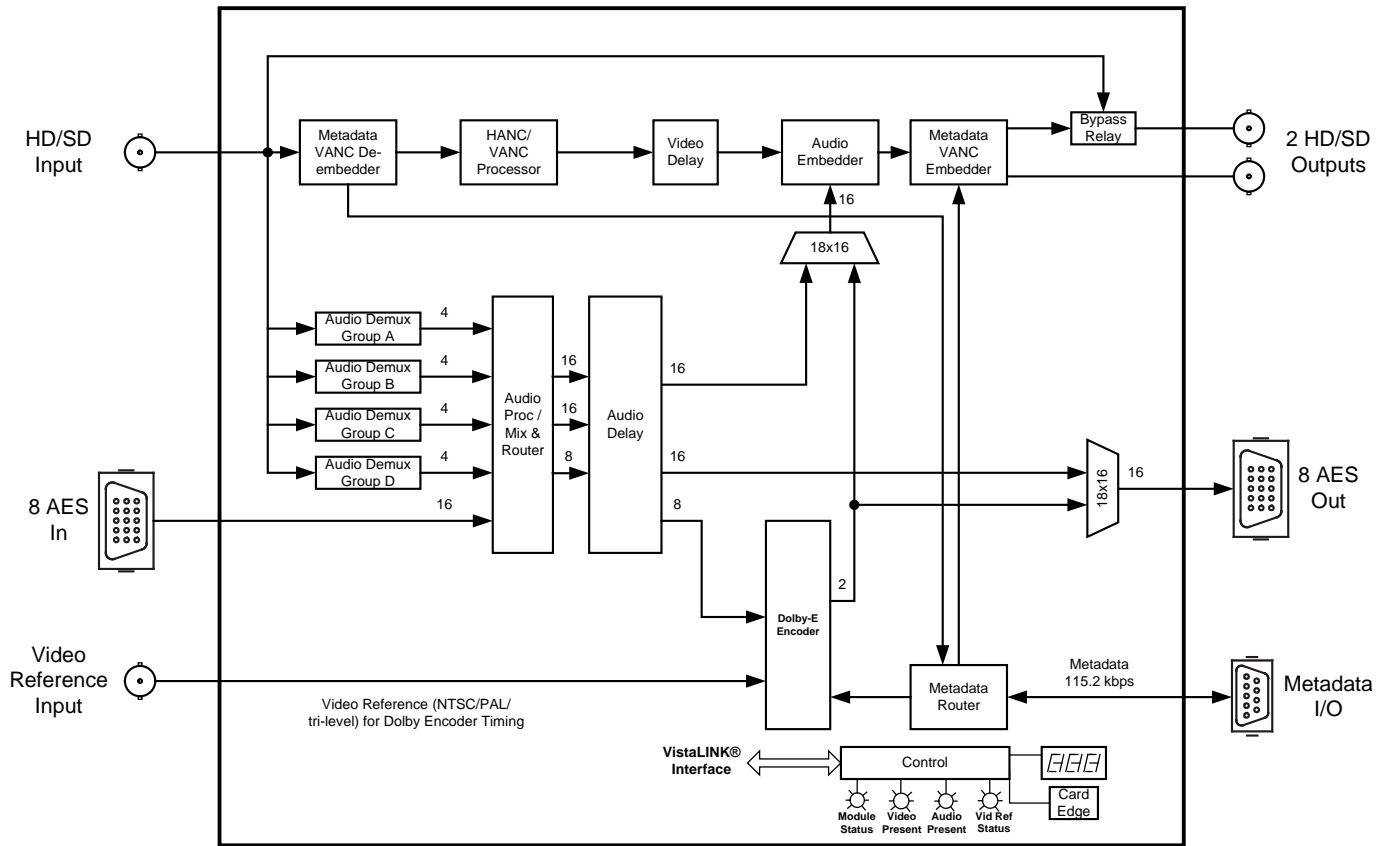 HD/SD
Input
Metadata
VANC De-
embedder
HANC/
VANC
Processor
Video
Delay
Audio
Embedder
Metadata
VANC
Embedder
Bypass
Relay
2 HD/SD
Outputs
16
18x16
Audio Demux
Group A
4
Audio Demux
Group B
4
Audio Demux
Group C
4
Audio Demux
Group D
4
16
Audio
Proc /
Mix &
Router
16
16
8
Audio
Delay
16
16
8
18x16
16
8 AES
In
8 AES
Out
2
Dolby-E
Encoder
Video
Reference
Input
Video Reference (NTSC/PAL/
tri-level) for Dolby Encoder Timing
Metadata
Router
Metadata
115.2 kbps
Metadata
I/O
VistaLINK®
Interface
Control
Card
Edge
Module
Status
Video
Present
Audio
Present
Vid Ref
Status